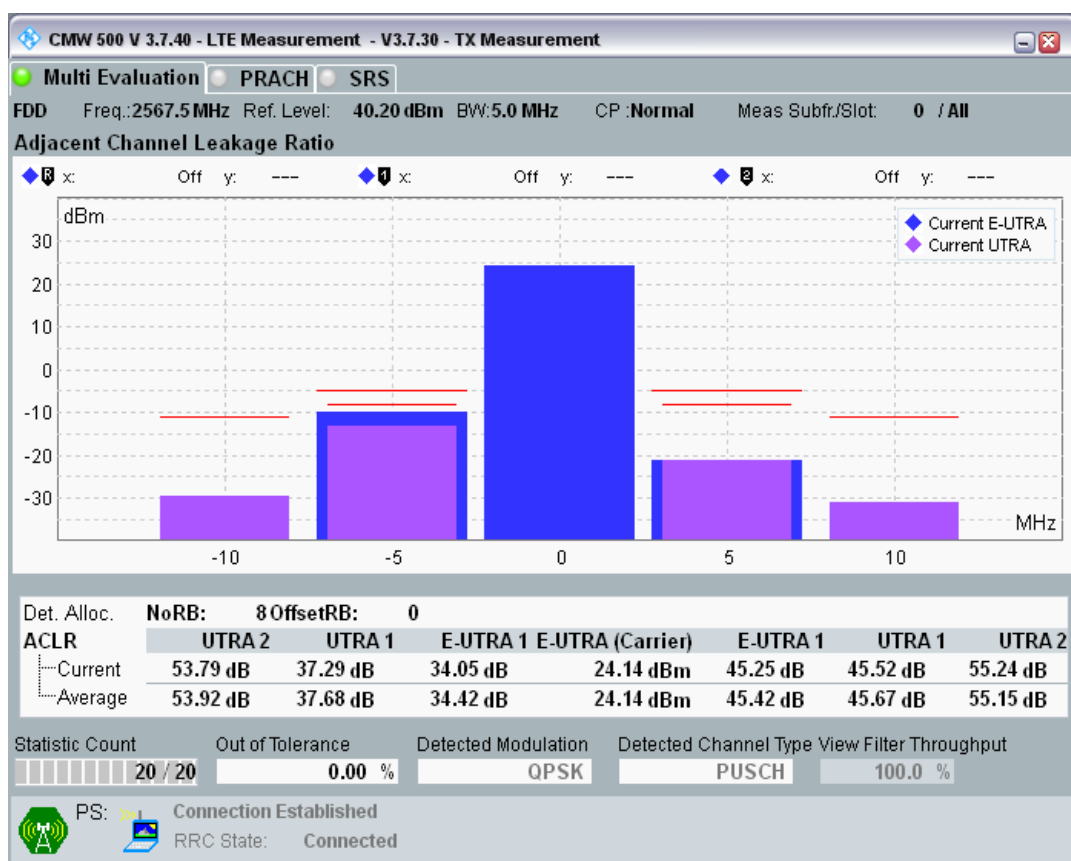 CMW 500 V 3.7.40 - LTE Measurement - V3.7.30 - TX Measurement
Multi Evaluation PRACH SRS
FDD Freq.:2567.5 MHz Ref. Level: 40.20 dBm BW:5.0 MHz CP :Normal Meas Subfr./Slot: 0 / All
Adjacent Channel Leakage Ratio
R x: Off y: --- 1 x: Off y: --- 2 x: Off y: ---
dBm
Current E-UTRA
Current UTRA
30
20
10
0
-10
-20
-30
MHz
-10 -5 0 5 10
Det. Alloc. NoRB: 8 OffsetRB: 0
ACLR UTRA 2 UTRA 1 E-UTRA 1 E-UTRA (Carrier) E-UTRA 1 UTRA 1 UTRA 2
Current 53.79 dB 37.29 dB 34.05 dB 24.14 dBm 45.25 dB 45.52 dB 55.24 dB
Average 53.92 dB 37.68 dB 34.42 dB 24.14 dBm 45.42 dB 45.67 dB 55.15 dB
Statistic Count Out of Tolerance Detected Modulation Detected Channel Type View Filter Throughput
20 / 20 0.00 % QPSK PUSCH 100.0 %
PS: Connection Established
RRC State: Connected